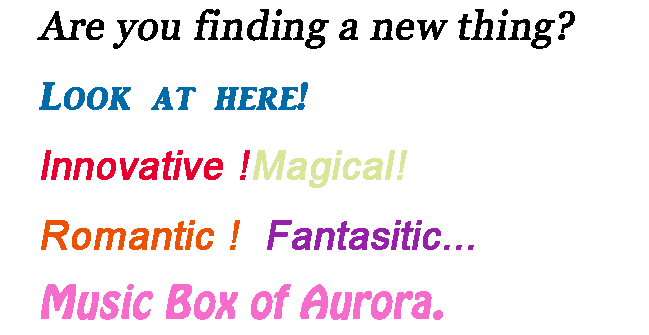 Are you finding a new thing?
LOOK AT HERE!
Innovative !Magical!
Romantic ! Fantasitic...
Music Box of Aurora.